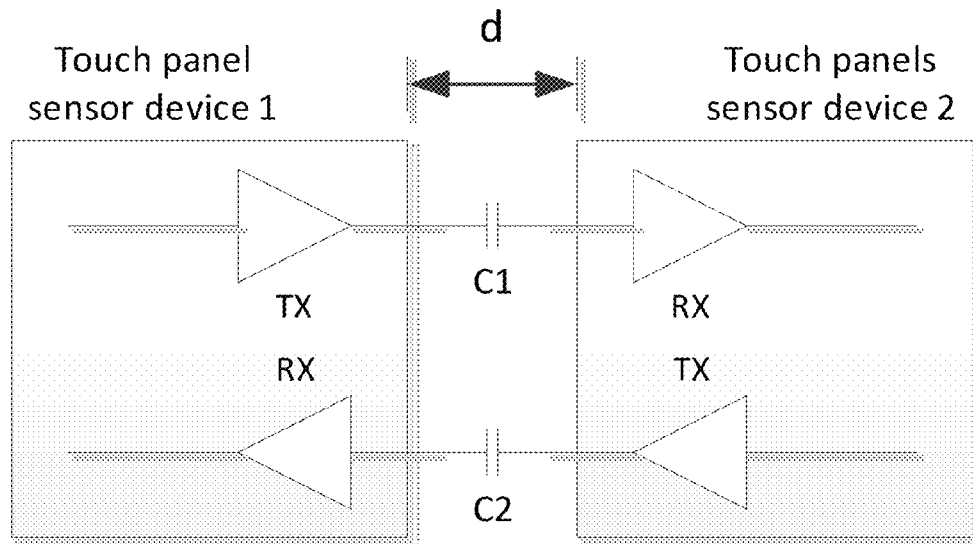 d
Touch panel
sensor device 1
Touch panels
sensor device 2
C1
TX
RX
RX
TX
C2